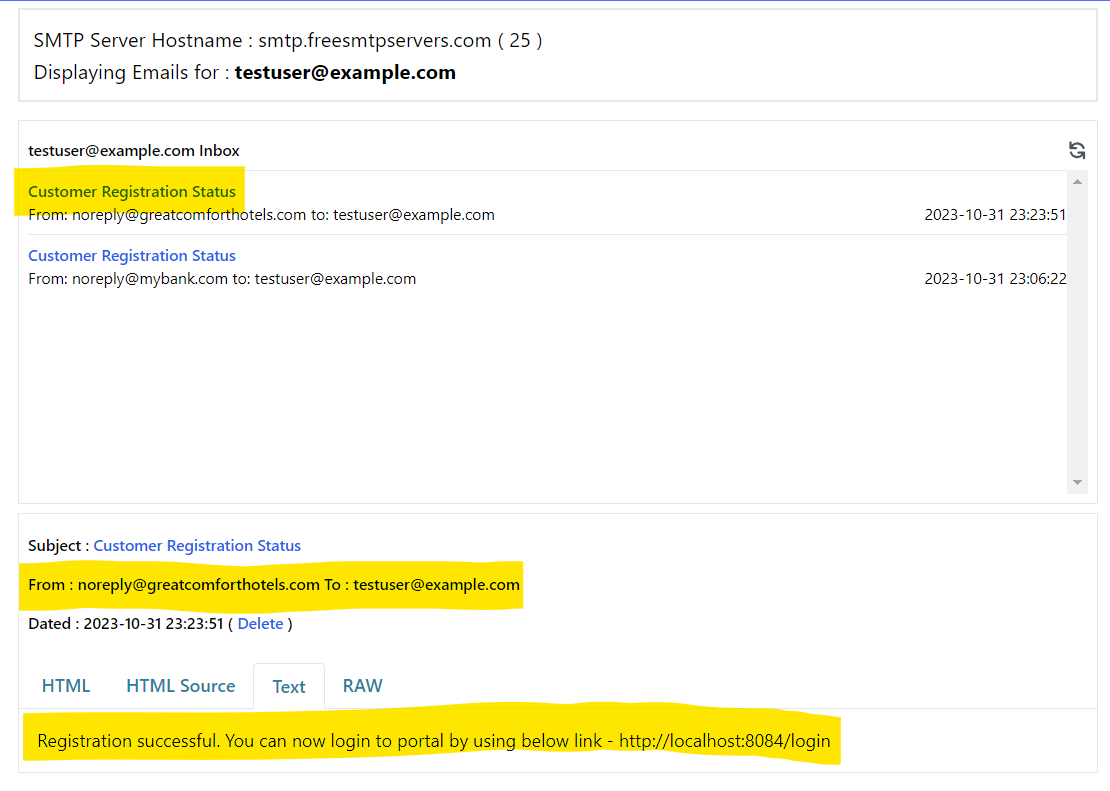 SMTP Server Hostname : smtp.freesmtpservers.com ( 25 )
Displaying Emails for : testuser@example.com
testuser@example.com Inbox
Customer Registration Status
From: noreply@greatcomforthotels.com to: testuser@example.com 2023-10-31 23:23:51
Customer Registration Status
From: noreply@mybank.com to: testuser@example.com 2023-10-31 23:06:22
Subject : Customer Registration Status
From : noreply@greatcomforthotels.com To : testuser@example.com
Dated : 2023-10-31 23:23:51 ( Delete )
HTML HTML Source Text RAW
Registration successful. You can now login to portal by using below link - http://localhost:8084/login